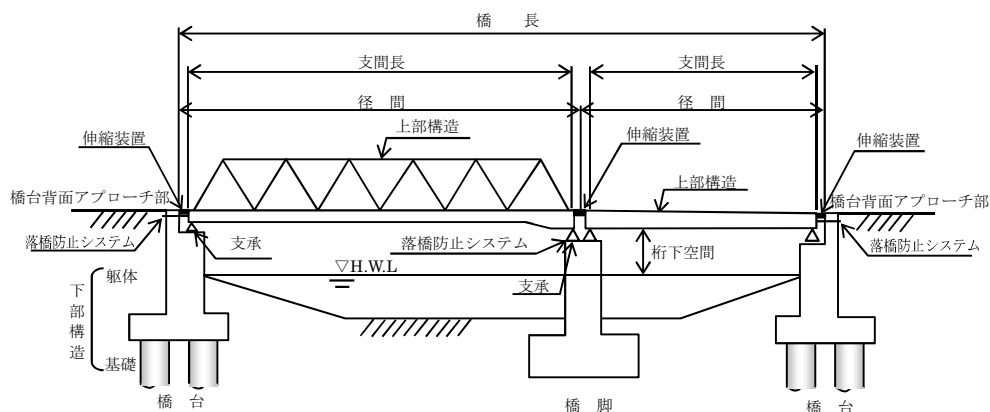 橋　長
支間長
支間長
径　間
径　間
上部構造
伸縮装置
伸縮装置
伸縮装置
上部構造
橋台背面アプローチ部
橋台背面アプローチ部
落橋防止システム
支承
落橋防止システム
桁下空間
落橋防止システム
▽H.W.L
支承
躯体
下部構造
基礎
橋　台
橋　脚
橋　台